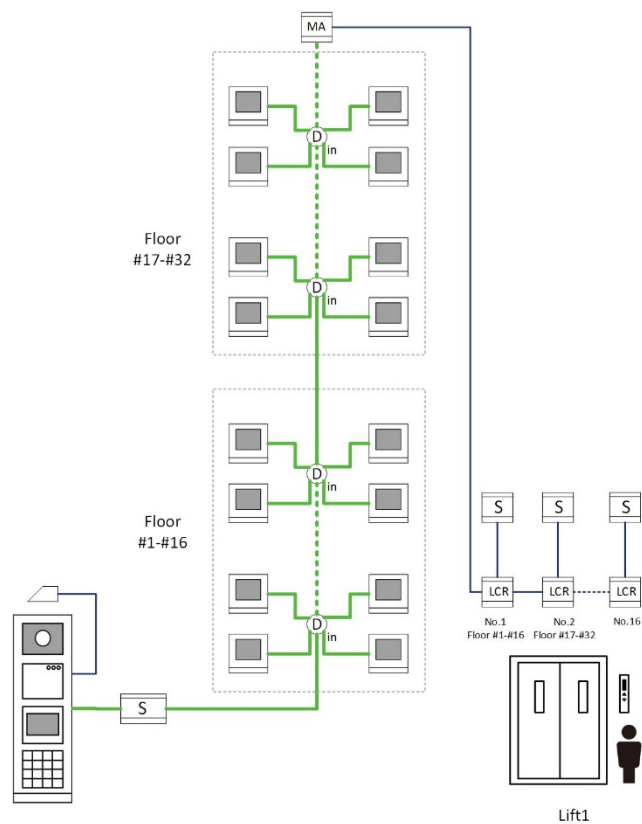 MA
D
in
Floor
#17-#32
D
in
D
in
Floor
#1-#16
D
in
S
S
S
S
LCR
LCR
LCR
No.1
Floor #1-#16
No.2
Floor #17-#32
No.16
Lift1